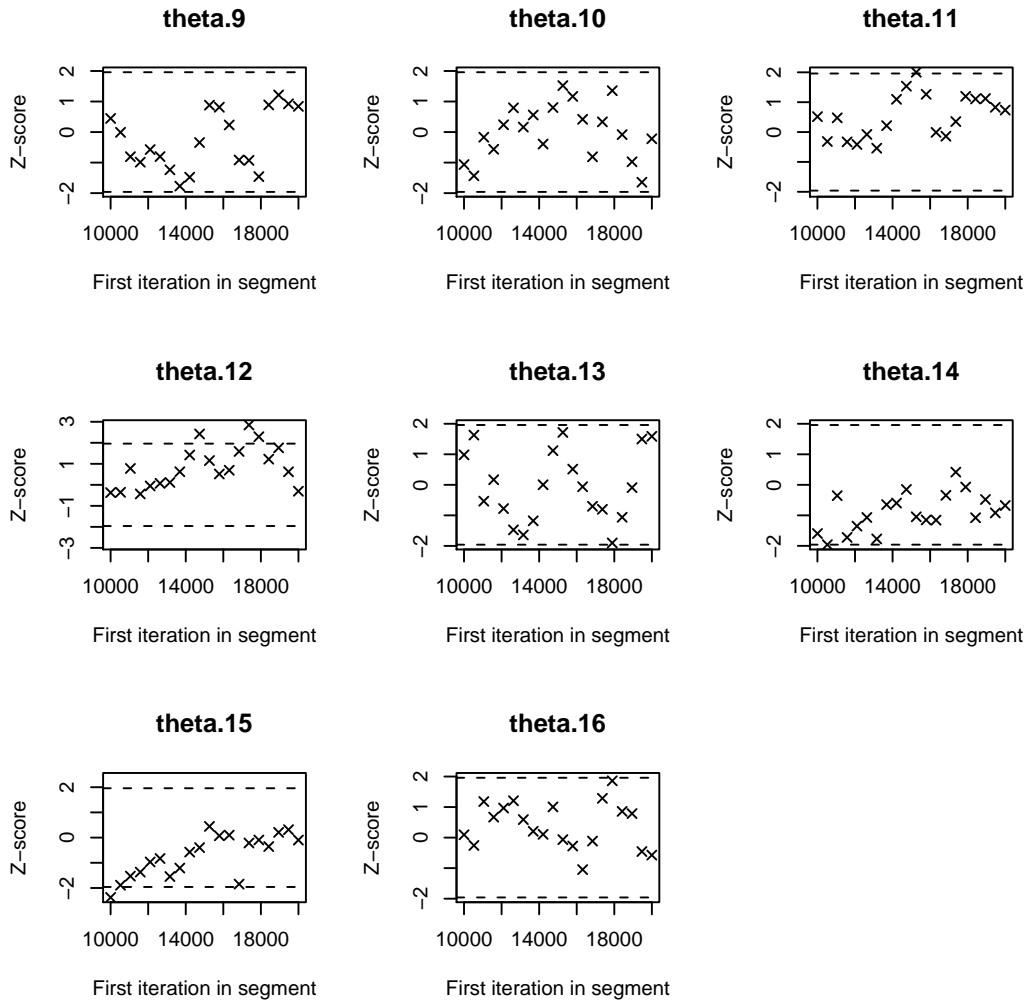 theta.9
Z−score
2
1
0
−2
10000 14000 18000
First iteration in segment
theta.10
Z−score
2
1
0
−2
10000 14000 18000
First iteration in segment
theta.11
Z−score
2
1
0
−2
10000 14000 18000
First iteration in segment
theta.12
Z−score
3
1
−1
−3
10000 14000 18000
First iteration in segment
theta.13
Z−score
2
1
0
−2
10000 14000 18000
First iteration in segment
theta.14
Z−score
2
1
0
−2
10000 14000 18000
First iteration in segment
theta.15
Z−score
2
0
−2
10000 14000 18000
First iteration in segment
theta.16
Z−score
2
1
0
−2
10000 14000 18000
First iteration in segment